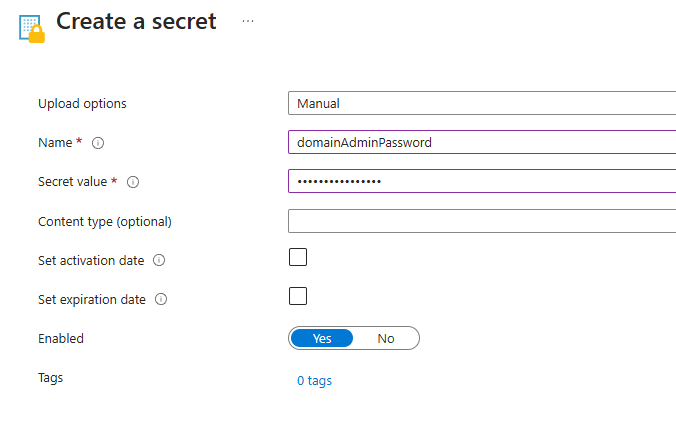 Create a secret ...
Upload options Manual
Name * domainAdminPassword
Secret value * ••••••••••••••••
Content type (optional)
Set activation date
Set expiration date
Enabled Yes No
Tags 0 tags